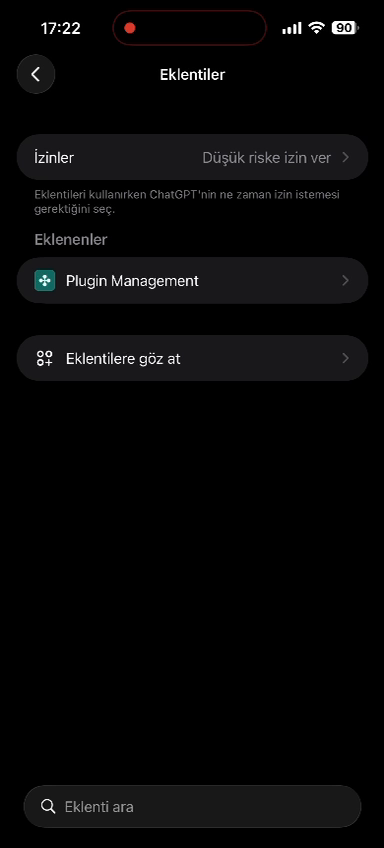 17:22
90
Eklentiler
İzinler
Düşük riske izin ver
Eklentileri kullanırken ChatGPT'nin ne zaman izin istemesi
gerektiğini seç.
Eklenenler
Plugin Management
Eklentilere göz at
Eklenti ara